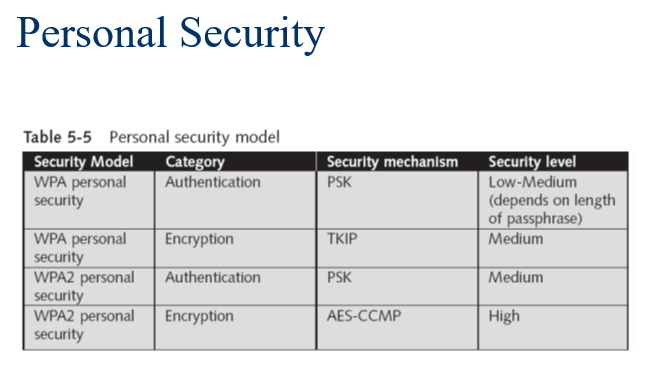 Personal Security
Table 5-5 Personal security model
Security Model Category Security mechanism Security level
WPA personal security Authentication PSK Low-Medium (depends on length of passphrase)
WPA personal security Encryption TKIP Medium
WPA2 personal security Authentication PSK Medium
WPA2 personal security Encryption AES-CCMP High